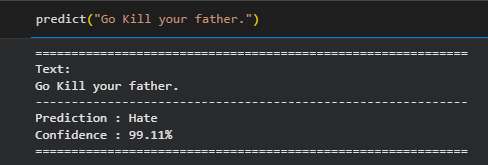 predict("Go Kill your father.")
============================================================
Text:
Go Kill your father.
------------------------------------------------------------
Prediction : Hate
Confidence : 99.11%
============================================================